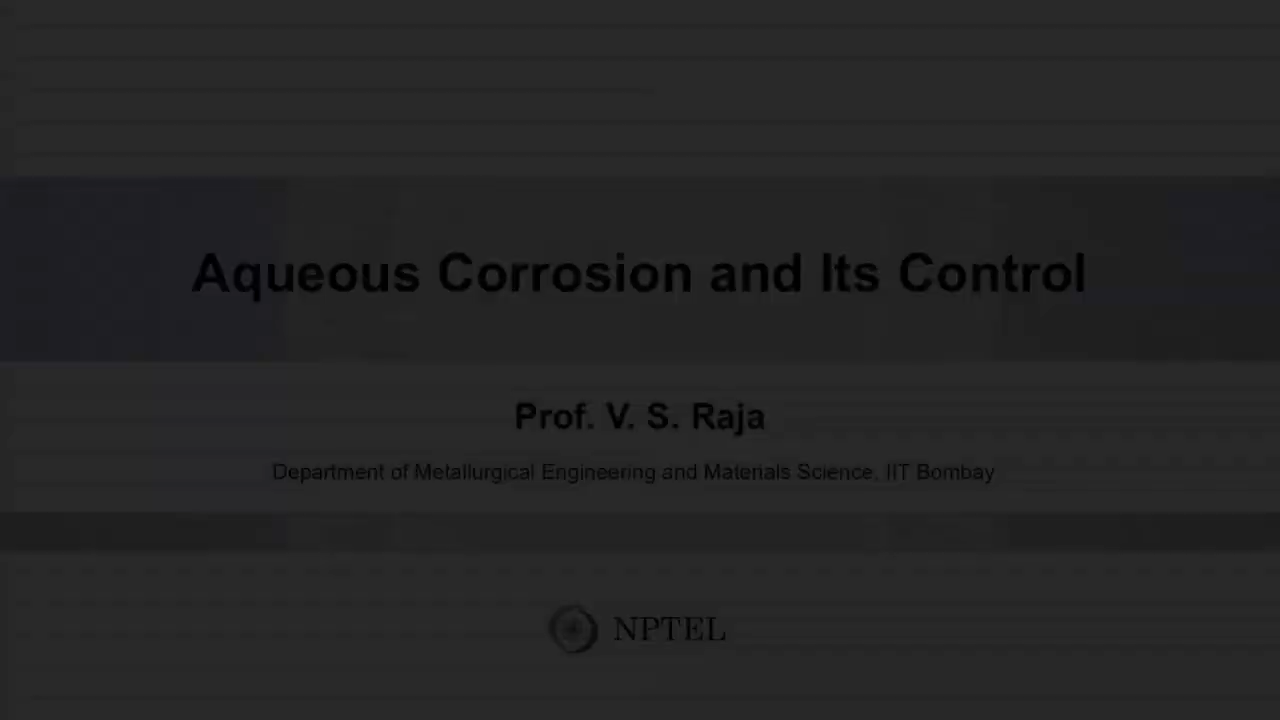 Aqueous Corrosion and Its Control
Prof. V. S. Raja
Department of Metallurgical Engineering and Materials Science, IIT Bombay
NPTEL